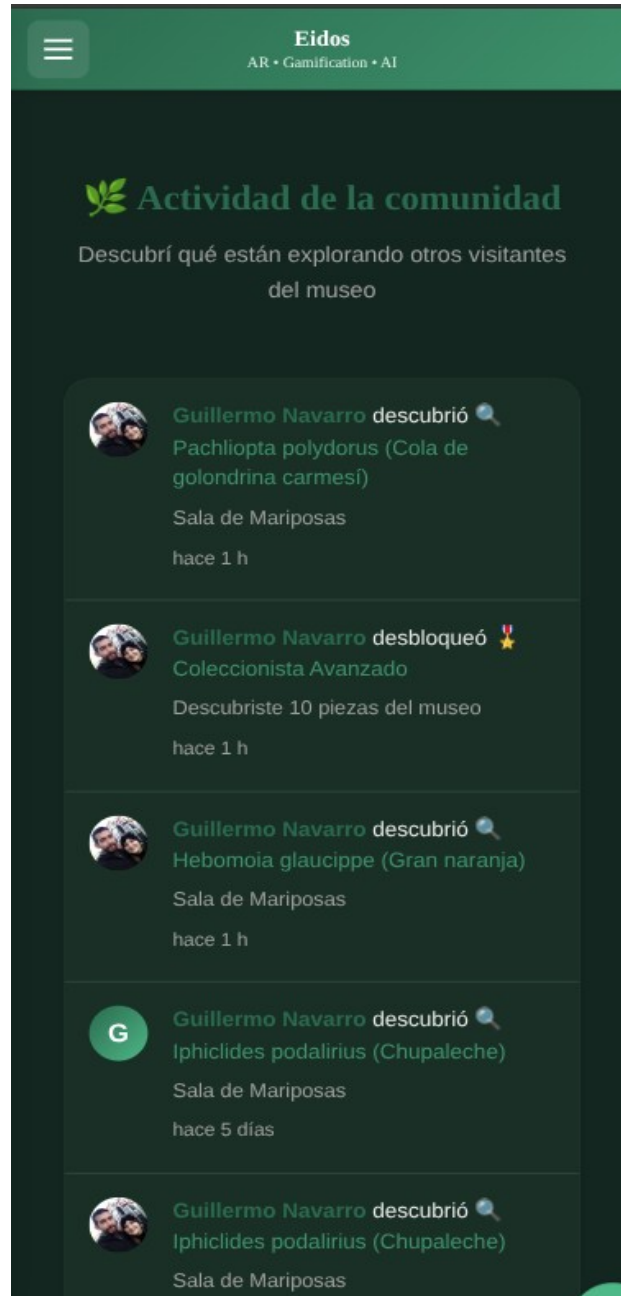 Eidos
AR • Gamification • AI
🌿 Actividad de la comunidad
Descubrí qué están explorando otros visitantes
del museo
Guillermo Navarro descubrió 🔍
Pachliopta polydorus (Cola de
golondrina carmesí)
Sala de Mariposas
hace 1 h
Guillermo Navarro desbloqueó 🎖️
Coleccionista Avanzado
Descubriste 10 piezas del museo
hace 1 h
Guillermo Navarro descubrió 🔍
Hebomoia glaucippe (Gran naranja)
Sala de Mariposas
hace 1 h
G
Guillermo Navarro descubrió 🔍
Iphiclides podalirius (Chupaleche)
Sala de Mariposas
hace 5 días
Guillermo Navarro descubrió 🔍
Iphiclides podalirius (Chupaleche)
Sala de Mariposas